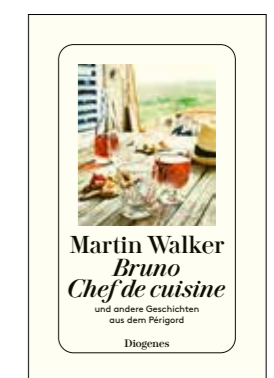 Martin Walker
Bruno
Chef de cuisine
und andere Geschichten
aus dem Périgord
Diogenes